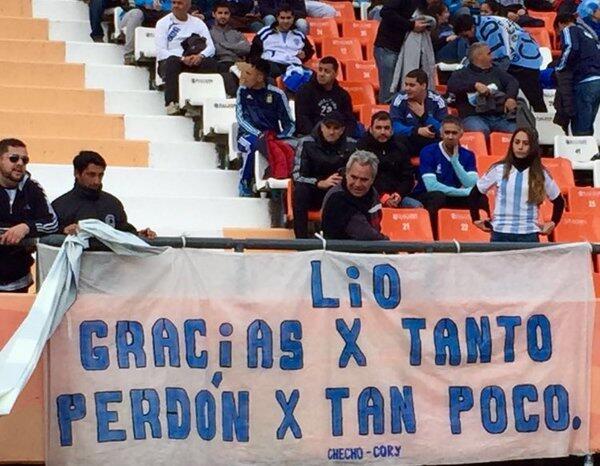 LiO
GRACiAS X TANTO
PERDÓN X TAN POCO.
CHECHO - CORY